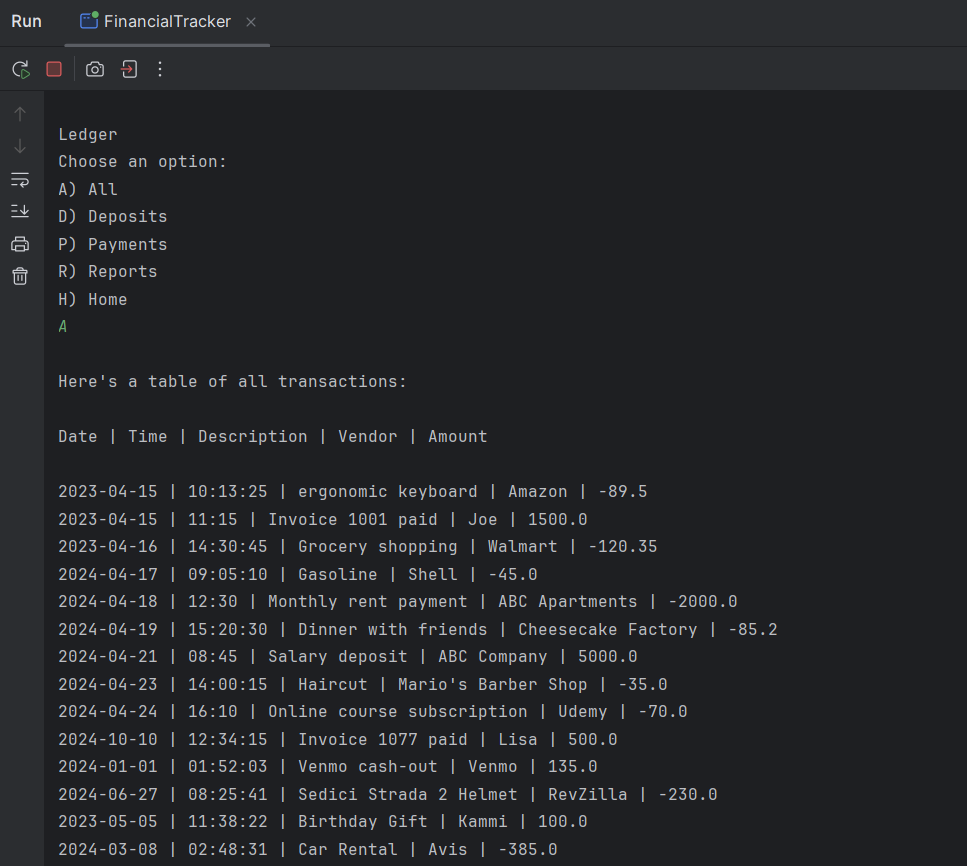 Run FinancialTracker
Ledger
Choose an option:
A) All
D) Deposits
P) Payments
R) Reports
H) Home
A
Here's a table of all transactions:
Date | Time | Description | Vendor | Amount
2023-04-15 | 10:13:25 | ergonomic keyboard | Amazon | -89.5
2023-04-15 | 11:15 | Invoice 1001 paid | Joe | 1500.0
2023-04-16 | 14:30:45 | Grocery shopping | Walmart | -120.35
2024-04-17 | 09:05:10 | Gasoline | Shell | -45.0
2024-04-18 | 12:30 | Monthly rent payment | ABC Apartments | -2000.0
2024-04-19 | 15:20:30 | Dinner with friends | Cheesecake Factory | -85.2
2024-04-21 | 08:45 | Salary deposit | ABC Company | 5000.0
2024-04-23 | 14:00:15 | Haircut | Mario's Barber Shop | -35.0
2024-04-24 | 16:10 | Online course subscription | Udemy | -70.0
2024-10-10 | 12:34:15 | Invoice 1077 paid | Lisa | 500.0
2024-01-01 | 01:52:03 | Venmo cash-out | Venmo | 135.0
2024-06-27 | 08:25:41 | Sedici Strada 2 Helmet | RevZilla | -230.0
2023-05-05 | 11:38:22 | Birthday Gift | Kammi | 100.0
2024-03-08 | 02:48:31 | Car Rental | Avis | -385.0